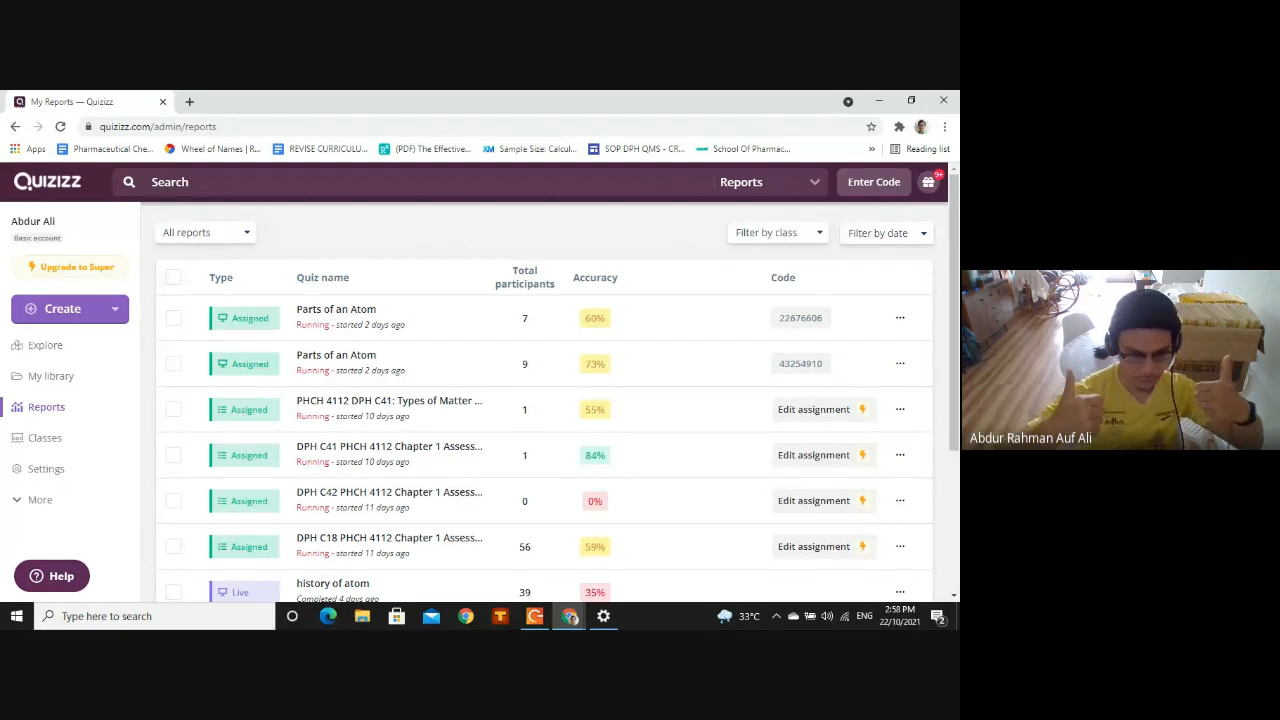 My Reports — Quizizz
quizizz.com/admin/reports
Apps Pharmaceutical Che... Wheel of Names | R... REVISE CURRICULU... (PDF) The Effective... XM Sample Size: Calcul... SOP DPH QMS - CR... School Of Pharmac... » Reading list
QUIZIZZ Search Reports Enter Code 9+
Abdur Ali
Basic account
Upgrade to Super
Create
Explore
My library
Reports
Classes
Settings
More
Help
All reports Filter by class Filter by date
Type Quiz name Total participants Accuracy Code
Assigned Parts of an Atom 7 60% 22676606 ...
Running - started 2 days ago
Assigned Parts of an Atom 9 73% 43254910 ...
Running - started 2 days ago
Assigned PHCH 4112 DPH C41: Types of Matter ... 1 55% Edit assignment ...
Running - started 10 days ago
Assigned DPH C41 PHCH 4112 Chapter 1 Assess... 1 84% Edit assignment ...
Running - started 10 days ago
Assigned DPH C42 PHCH 4112 Chapter 1 Assess... 0 0% Edit assignment ...
Running - started 11 days ago
Assigned DPH C18 PHCH 4112 Chapter 1 Assess... 56 59% Edit assignment ...
Running - started 11 days ago
Live history of atom 39 35% ...
Completed 4 days ago
Type here to search 33°C ENG 2:58 PM
22/10/2021 2
Abdur Rahman Auf Ali